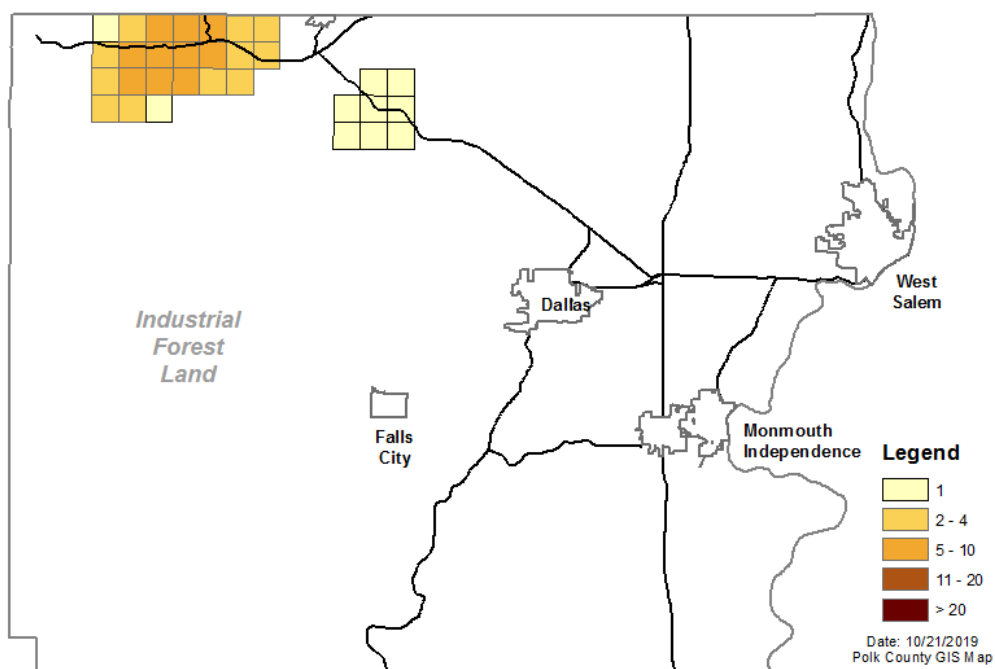 Industrial
Forest
Land
Dallas
West
Salem
Falls
City
Monmouth
Independence
Legend
1
2 - 4
5 - 10
11 - 20
> 20
Date: 10/21/2019
Polk County GIS Map